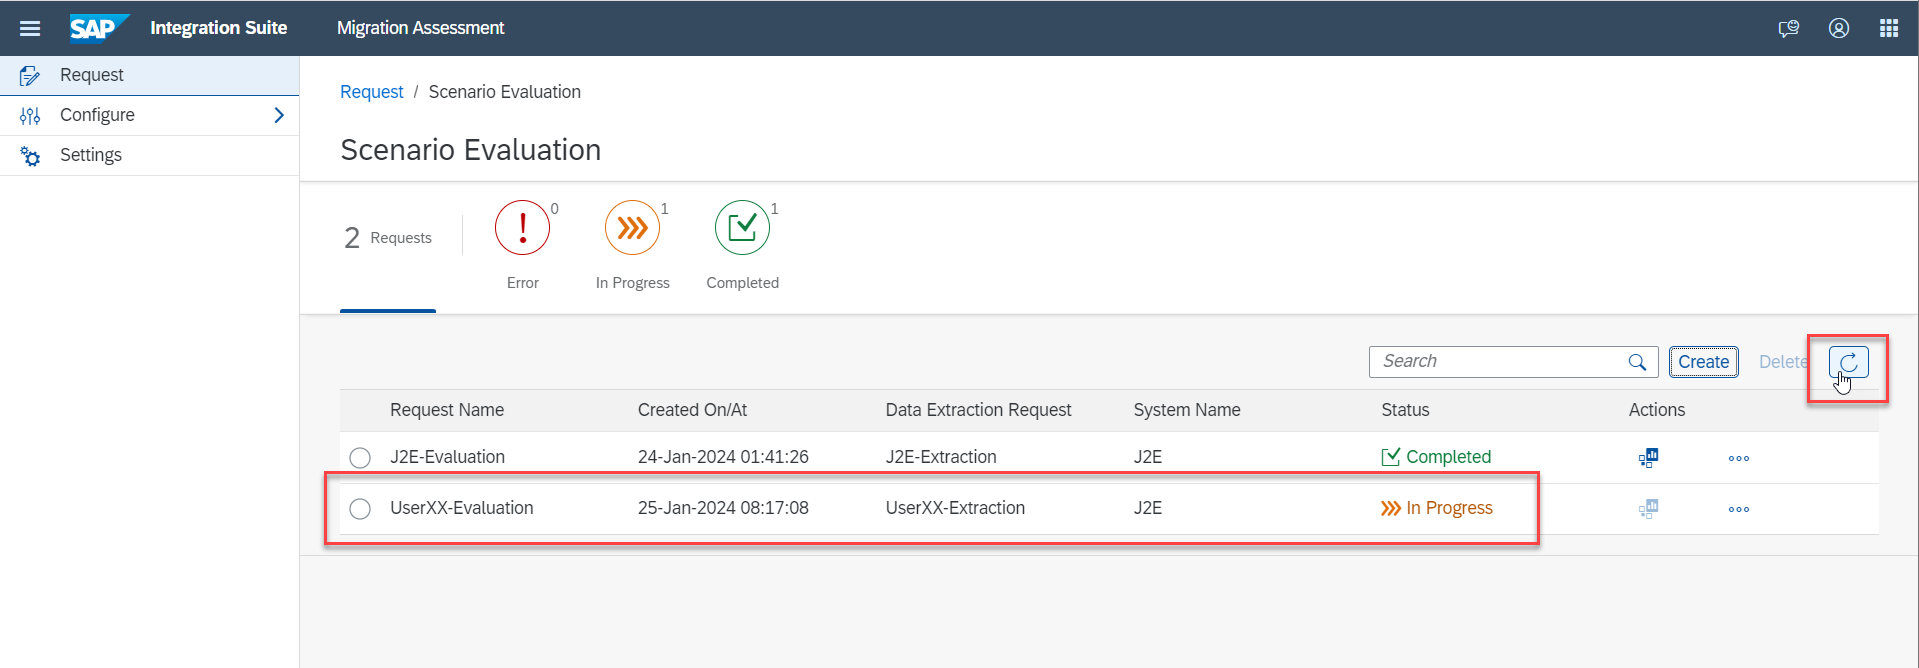 SAP Integration Suite Migration Assessment
Request
Configure
Settings
Request / Scenario Evaluation
Scenario Evaluation
2 Requests
0
Error
1
In Progress
1
Completed
Search Create Delete
Request Name Created On/At Data Extraction Request System Name Status Actions
J2E-Evaluation 24-Jan-2024 01:41:26 J2E-Extraction J2E Completed
UserXX-Evaluation 25-Jan-2024 08:17:08 UserXX-Extraction J2E In Progress